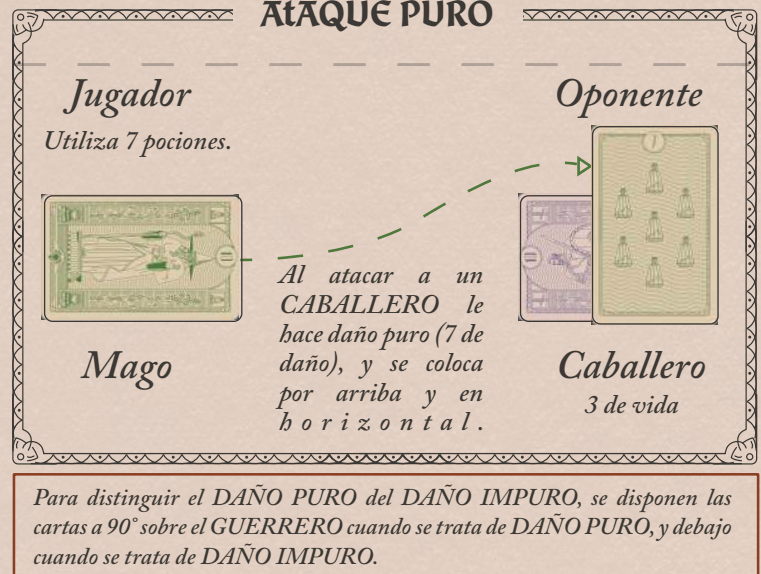 AtAQUE PURO
Jugador
Oponente
Utiliza 7 pociones.
I
II
II
Al atacar a un
CABALLERO le
hace daño puro (7 de
daño), y se coloca
por arriba y en
horizontal.
Mago
Caballero
3 de vida
Para distinguir el DAÑO PURO del DAÑO IMPURO, se disponen las
cartas a 90° sobre el GUERRERO cuando se trata de DAÑO PURO, y debajo
cuando se trata de DAÑO IMPURO.